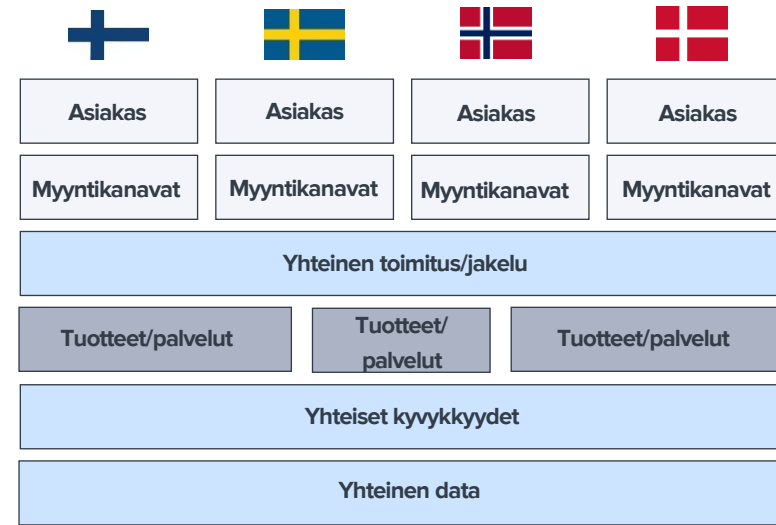 Asiakas
Asiakas
Asiakas
Asiakas
Myyntikanavat
Myyntikanavat
Myyntikanavat
Myyntikanavat
Yhteinen toimitus/jakelu
Tuotteet/palvelut
Tuotteet/
palvelut
Tuotteet/palvelut
Yhteiset kyvykkyydet
Yhteinen data